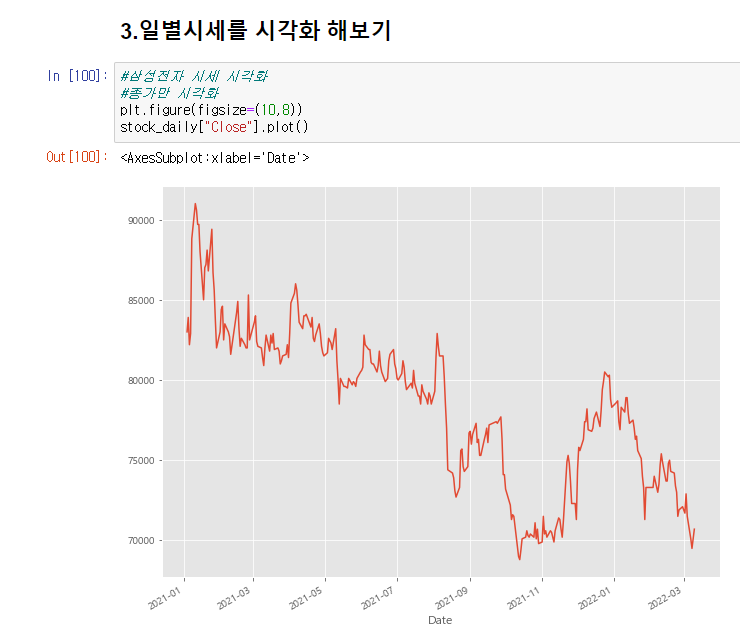 3.일별시세를 시각화 해보기
In [100]:
#삼성전자 시세 시각화
#종가만 시각화
plt.figure(figsize=(10,8))
stock_daily["Close"].plot()
Out[100]:
<AxesSubplot:xlabel='Date'>
90000
85000
80000
75000
70000
2021-01
2021-03
2021-05
2021-07
2021-09
2021-11
2022-01
2022-03
Date